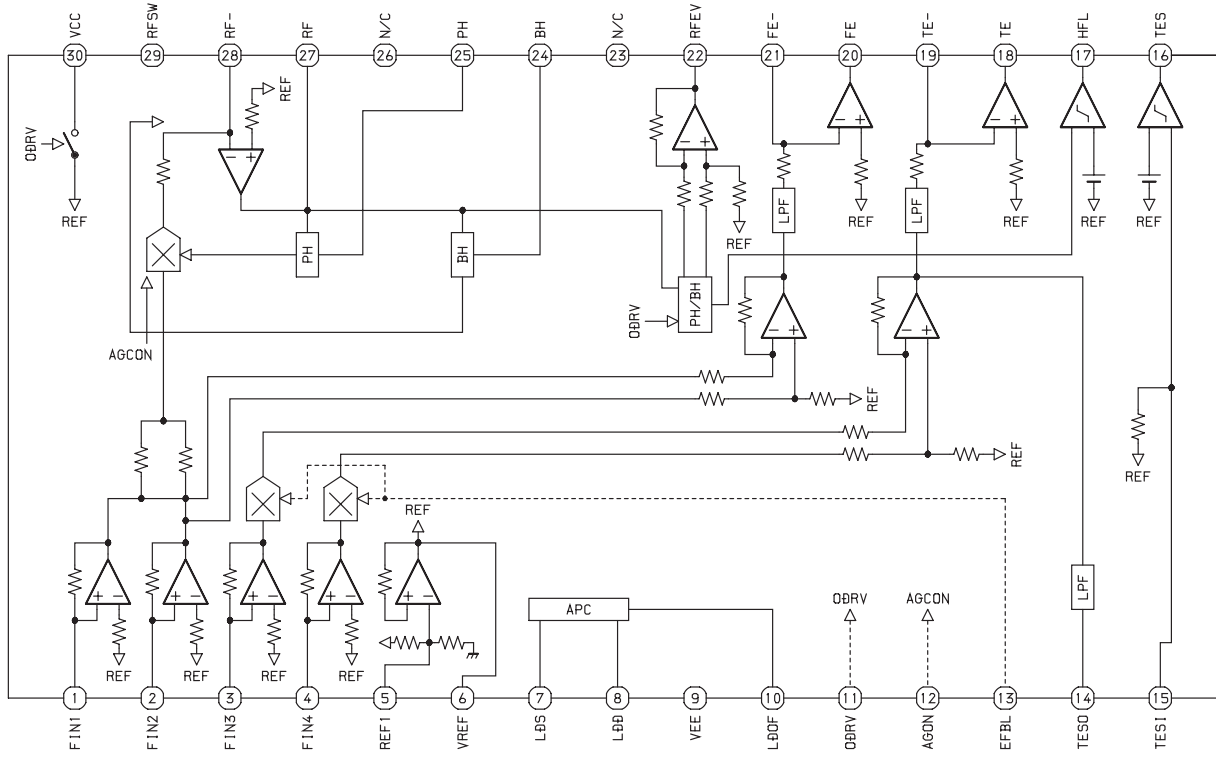 VCC
RFSW
RF-
RF
N/C
PH
BH
N/C
RFEV
FE-
FE
TE-
TE
HFL
TES
30
29
28
27
26
25
24
23
22
21
20
19
18
17
16
REF
ODRV
- +
- +
- +
- +
REF
LPF
REF
LPF
REF
REF
REF
REF
PH
BH
PH/BH
ODRV
AGCON
- +
- +
REF
REF
REF
REF
+ -
+ -
+ -
+ -
+ -
LPF
APC
ODRV
AGCON
REF
REF
REF
REF
1
2
3
4
5
6
7
8
9
10
11
12
13
14
15
FIN1
FIN2
FIN3
FIN4
REF1
VREF
LDS
LDD
VEE
LDOF
ODRV
AGON
EFBL
TESO
TESI